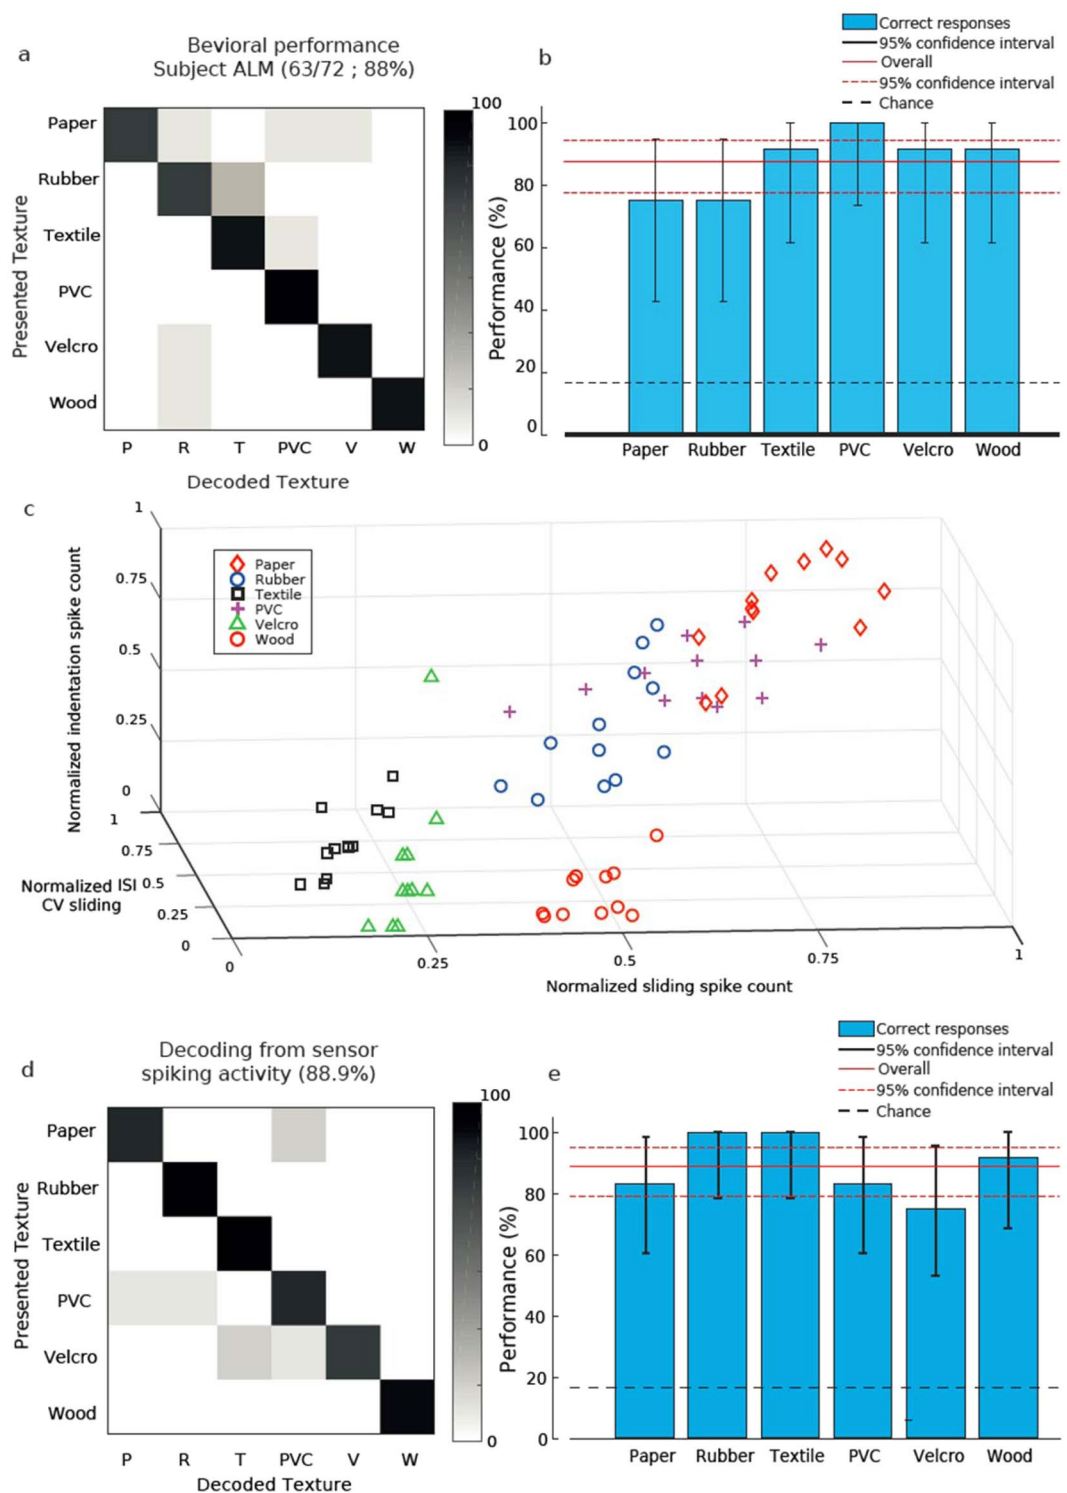 a
Bevioral performance
Subject ALM (63/72 ; 88%)
Presented Texture
Paper
Rubber
Textile
PVC
Velcro
Wood
P R T PVC V W
Decoded Texture
100
0
b
Correct responses
95% confidence interval
Overall
95% confidence interval
Chance
Performance (%)
100
80
60
40
20
0
Paper Rubber Textile PVC Velcro Wood
c
Normalized indentation spike count
1
0.75
0.5
0.25
0
Paper
Rubber
Textile
PVC
Velcro
Wood
1
0.75
0.5
0.25
0
Normalized ISI
CV sliding
0 0.25 0.5 0.75 1
Normalized sliding spike count
d
Decoding from sensor
spiking activity (88.9%)
Presented Texture
Paper
Rubber
Textile
PVC
Velcro
Wood
P R T PVC V W
Decoded Texture
100
0
e
Correct responses
95% confidence interval
Overall
95% confidence interval
Chance
Performance (%)
100
80
60
40
20
0
Paper Rubber Textile PVC Velcro Wood